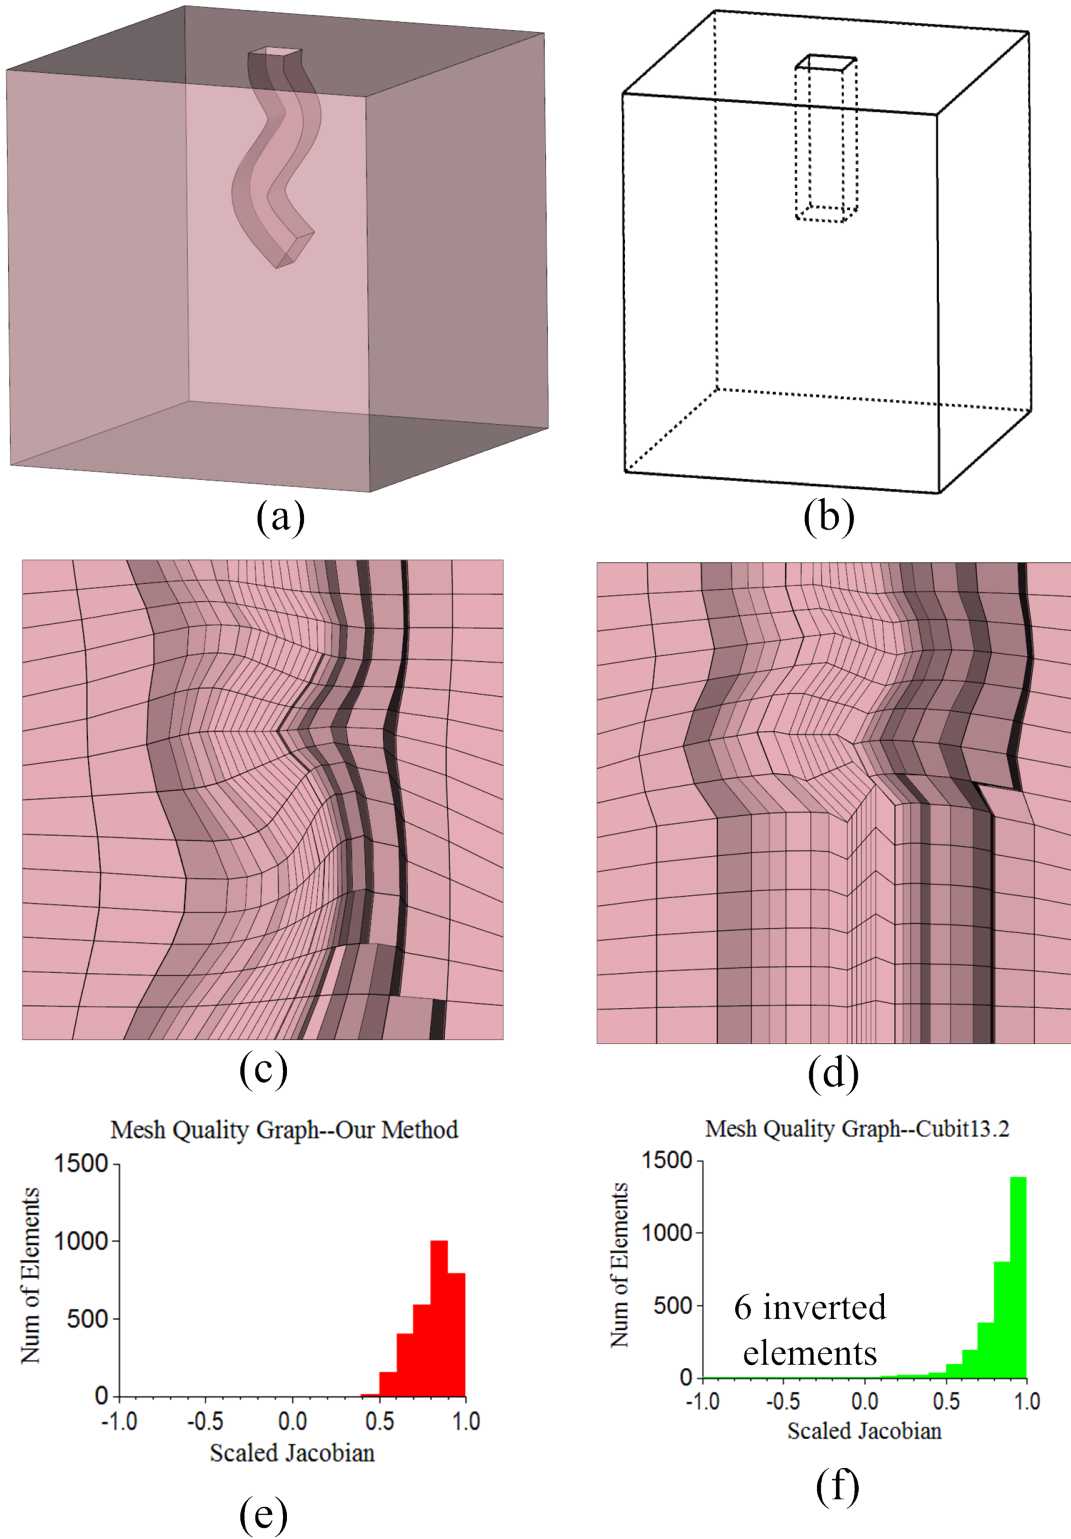 (a)
(b)
(c)
(d)
Mesh Quality Graph--Our Method
1500
1000
500
0
Num of Elements
-1.0 -0.5 0.0 0.5 1.0
Scaled Jacobian
(e)
Mesh Quality Graph--Cubit13.2
1500
1000
500
0
Num of Elements
6 inverted
elements
-1.0 -0.5 0.0 0.5 1.0
Scaled Jacobian
(f)